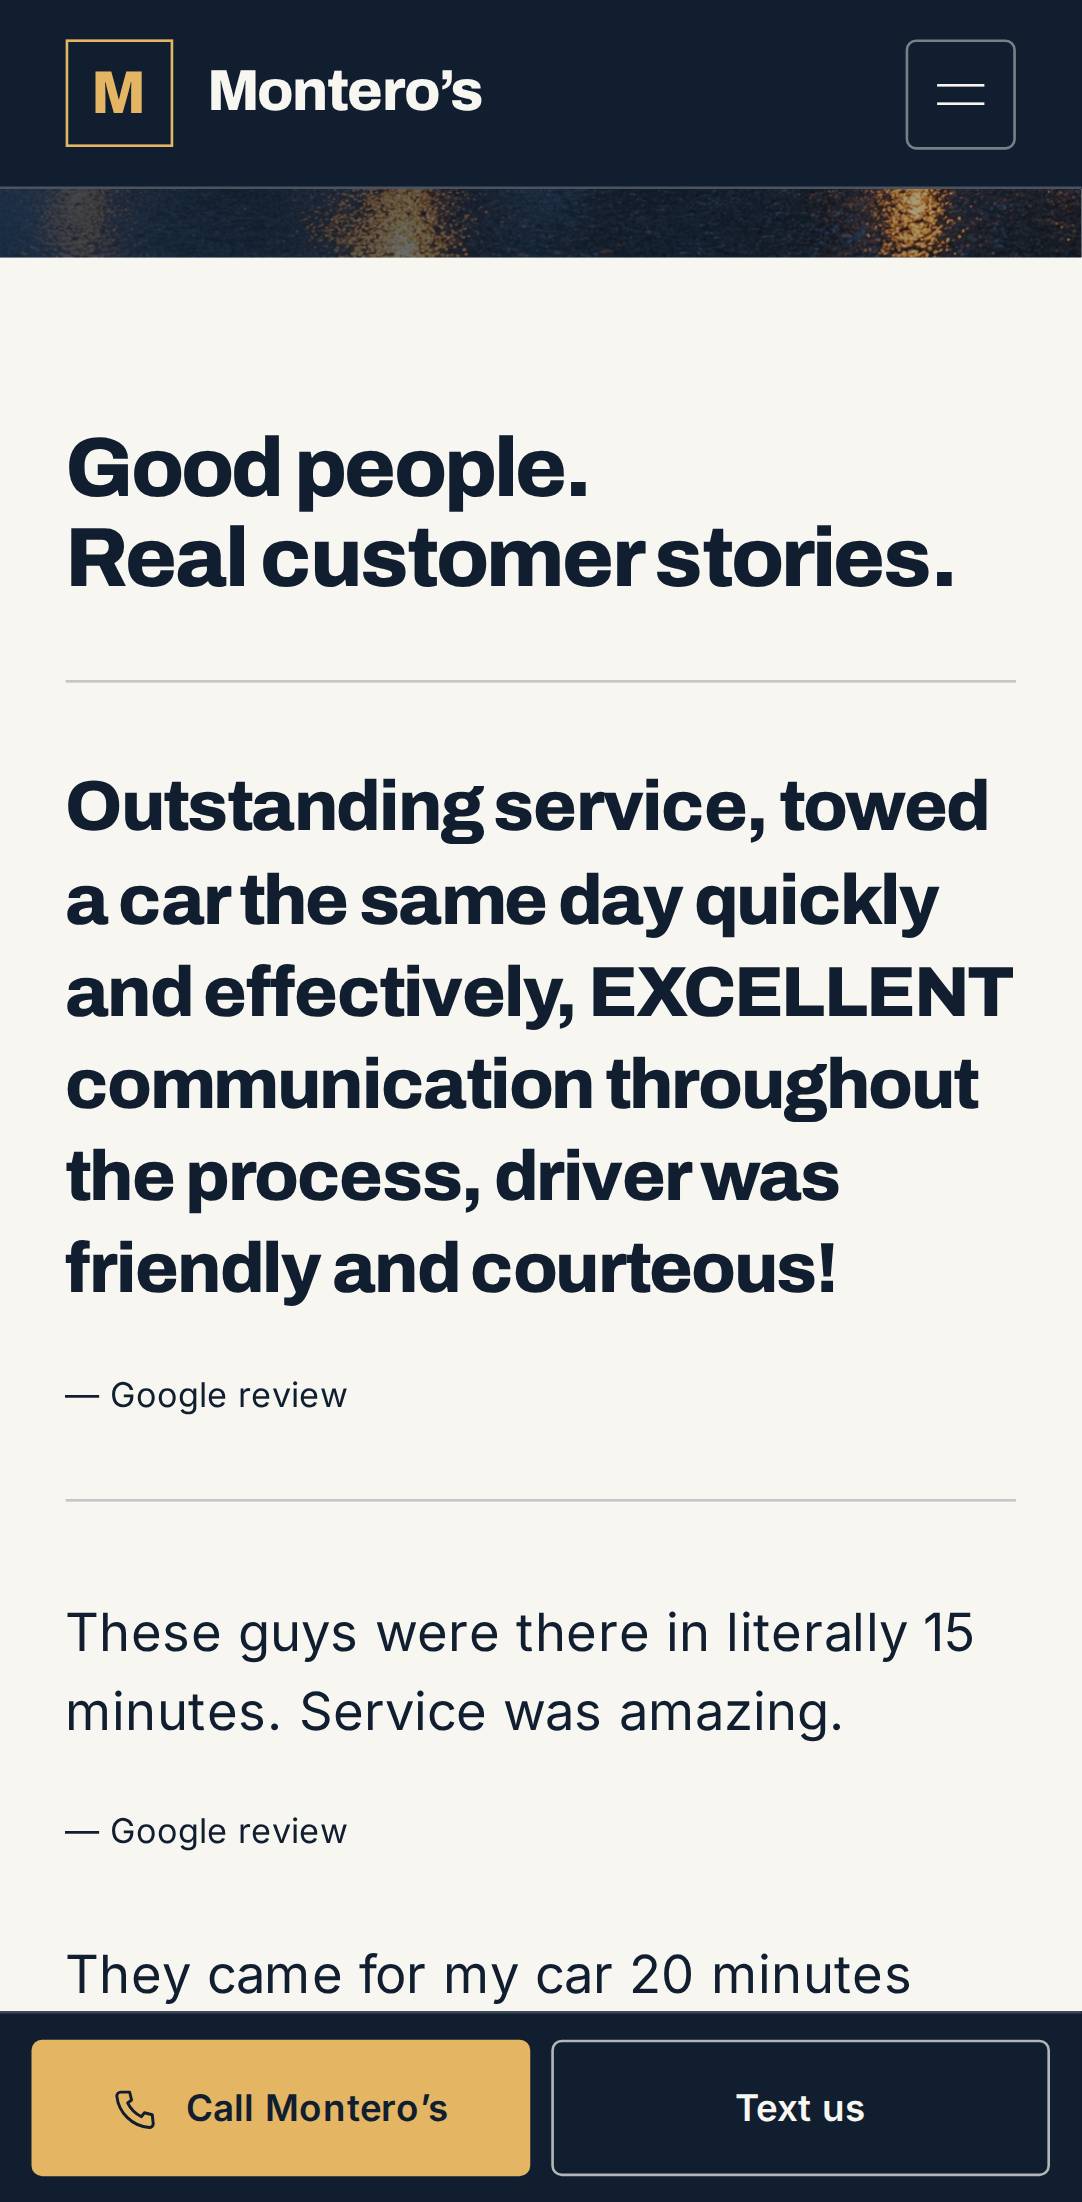 M
Montero’s
Good people.
Real customer stories.
Outstanding service, towed
a car the same day quickly
and effectively, EXCELLENT
communication throughout
the process, driver was
friendly and courteous!
— Google review
These guys were there in literally 15
minutes. Service was amazing.
— Google review
They came for my car 20 minutes
Call Montero’s
Text us